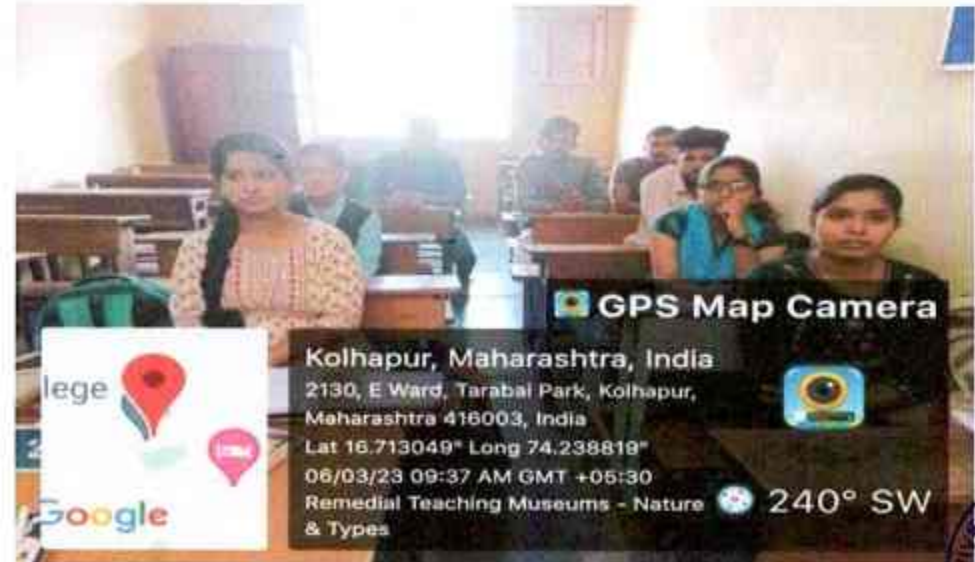 GPS Map Camera
Kolhapur, Maharashtra, India
2130, E Ward, Tarabai Park, Kolhapur,
Maharashtra 416003, India
Lat 16.713049° Long 74.238819°
06/03/23 09:37 AM GMT +05:30
Remedial Teaching Museums - Nature
& Types
240° SW
lege
Google